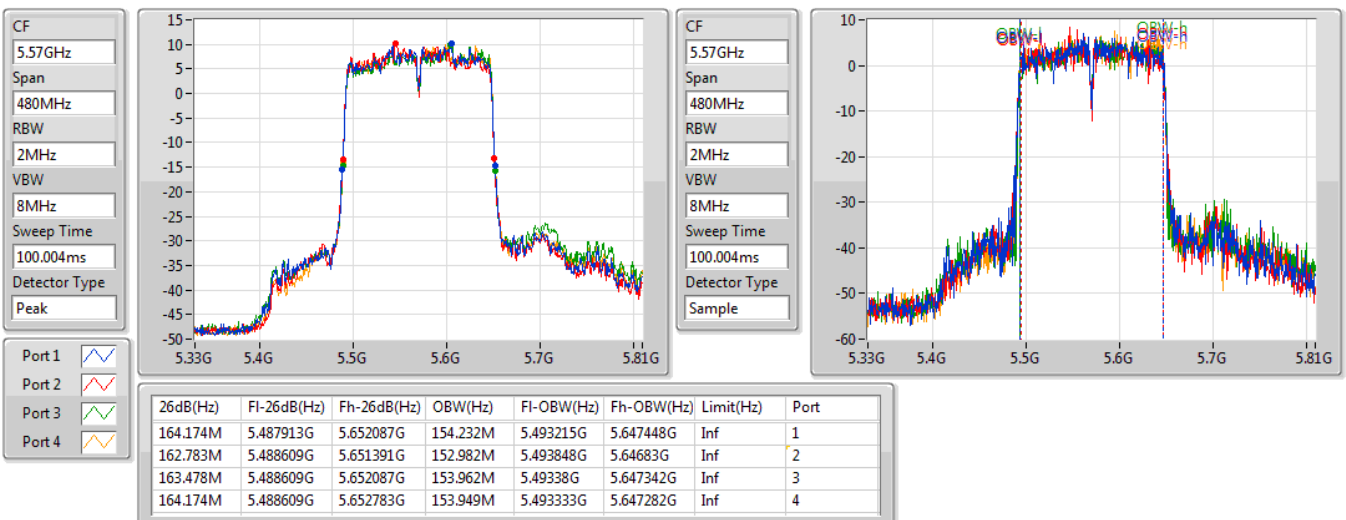 CF
5.57GHz
Span
480MHz
RBW
2MHz
VBW
8MHz
Sweep Time
100.004ms
Detector Type
Peak
15
10
5
0
-5
-10
-15
-20
-25
-30
-35
-40
-45
-50
5.33G 5.4G 5.5G 5.6G 5.7G 5.81G
CF
5.57GHz
Span
480MHz
RBW
2MHz
VBW
8MHz
Sweep Time
100.004ms
Detector Type
Sample
10
0
-10
-20
-30
-40
-50
-60
OBW-l OBW-h
5.33G 5.4G 5.5G 5.6G 5.7G 5.81G
Port 1
Port 2
Port 3
Port 4
26dB(Hz) Fl-26dB(Hz) Fh-26dB(Hz) OBW(Hz) Fl-OBW(Hz) Fh-OBW(Hz) Limit(Hz) Port
164.174M 5.487913G 5.652087G 154.232M 5.493215G 5.647448G Inf 1
162.783M 5.488609G 5.651391G 152.982M 5.493848G 5.64683G Inf 2
163.478M 5.488609G 5.652087G 153.962M 5.49338G 5.647342G Inf 3
164.174M 5.488609G 5.652783G 153.949M 5.493333G 5.647282G Inf 4